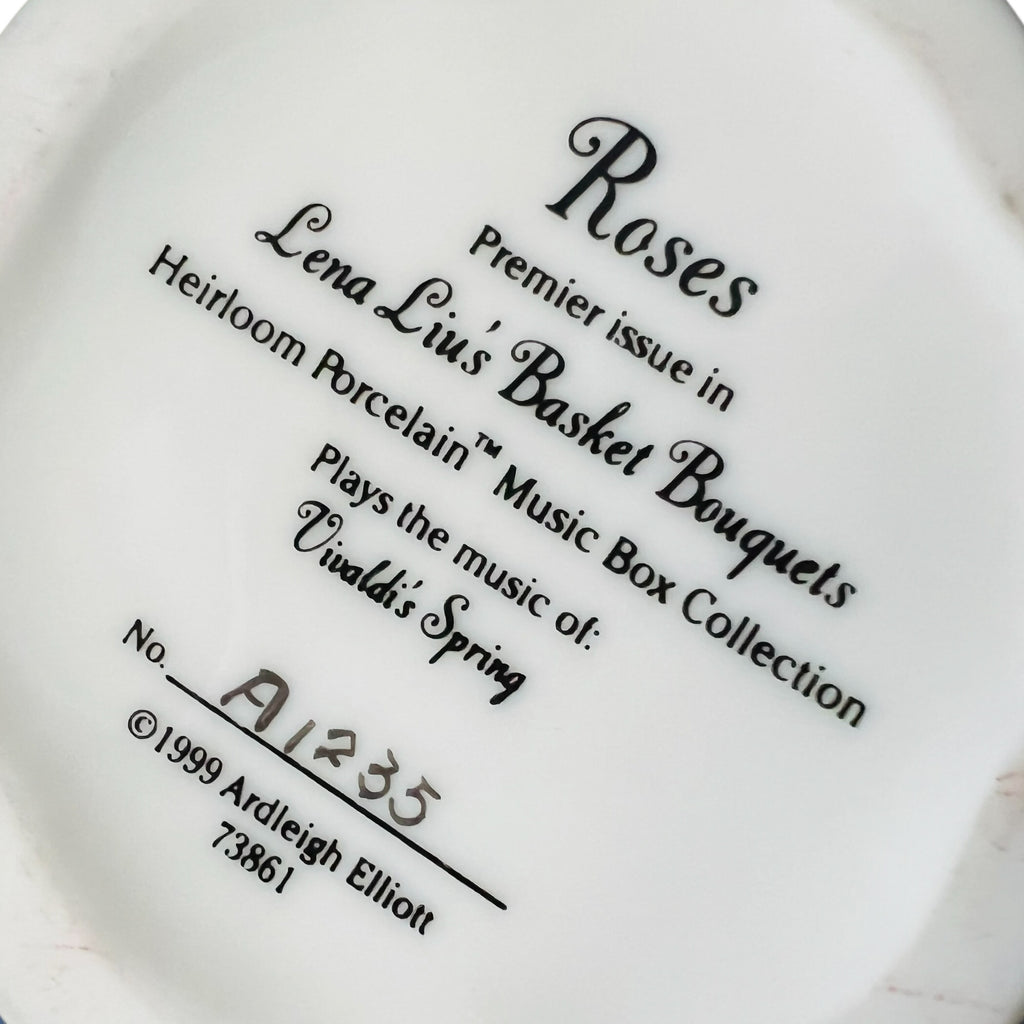 Roses
Premier issue in
Lena Liu's Basket Bouquets
Heirloom Porcelain™ Music Box Collection
Plays the music of:
Vivaldi's Spring
No. A1235
©1999 Ardleigh Elliott
73861